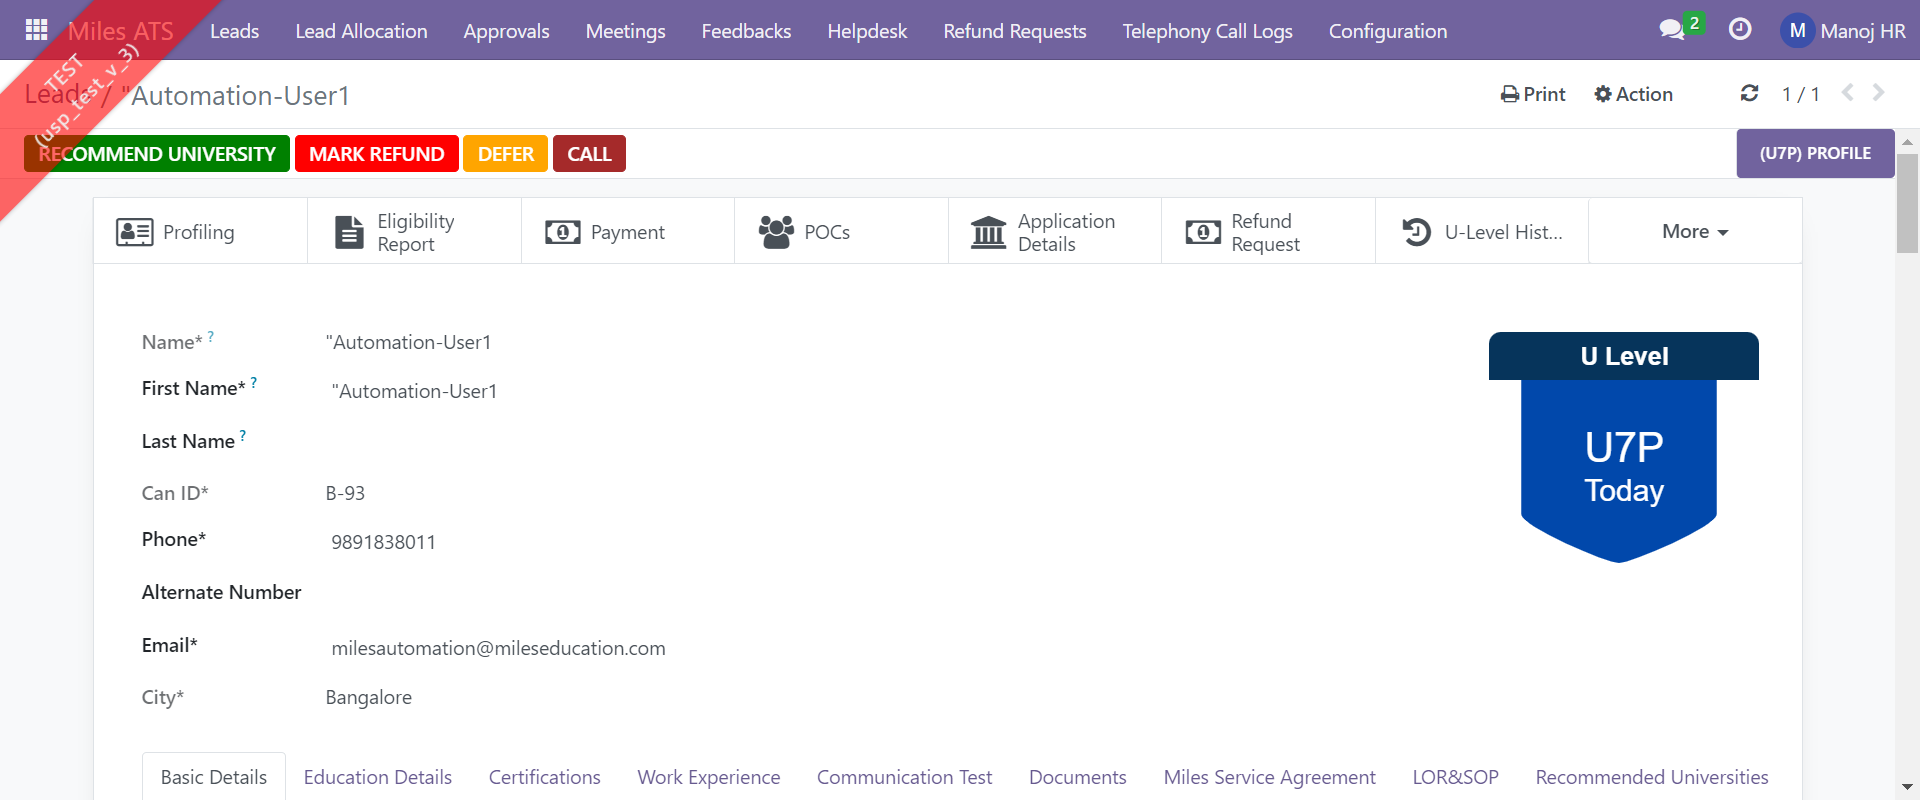 Miles ATS Leads Lead Allocation Approvals Meetings Feedbacks Helpdesk Refund Requests Telephony Call Logs Configuration 2 M Manoj HR
TEST
(usp_test_v_3)
Leads / "Automation-User1 Print Action 1 / 1
RECOMMEND UNIVERSITY MARK REFUND DEFER CALL (U7P) PROFILE
Profiling
Eligibility
Report
Payment
POCs
Application
Details
Refund
Request
U-Level Hist...
More
Name* ? "Automation-User1
First Name* ? "Automation-User1
Last Name ?
Can ID* B-93
Phone* 9891838011
Alternate Number
Email* milesautomation@mileseducation.com
City* Bangalore
U Level
U7P
Today
Basic Details Education Details Certifications Work Experience Communication Test Documents Miles Service Agreement LOR&SOP Recommended Universities